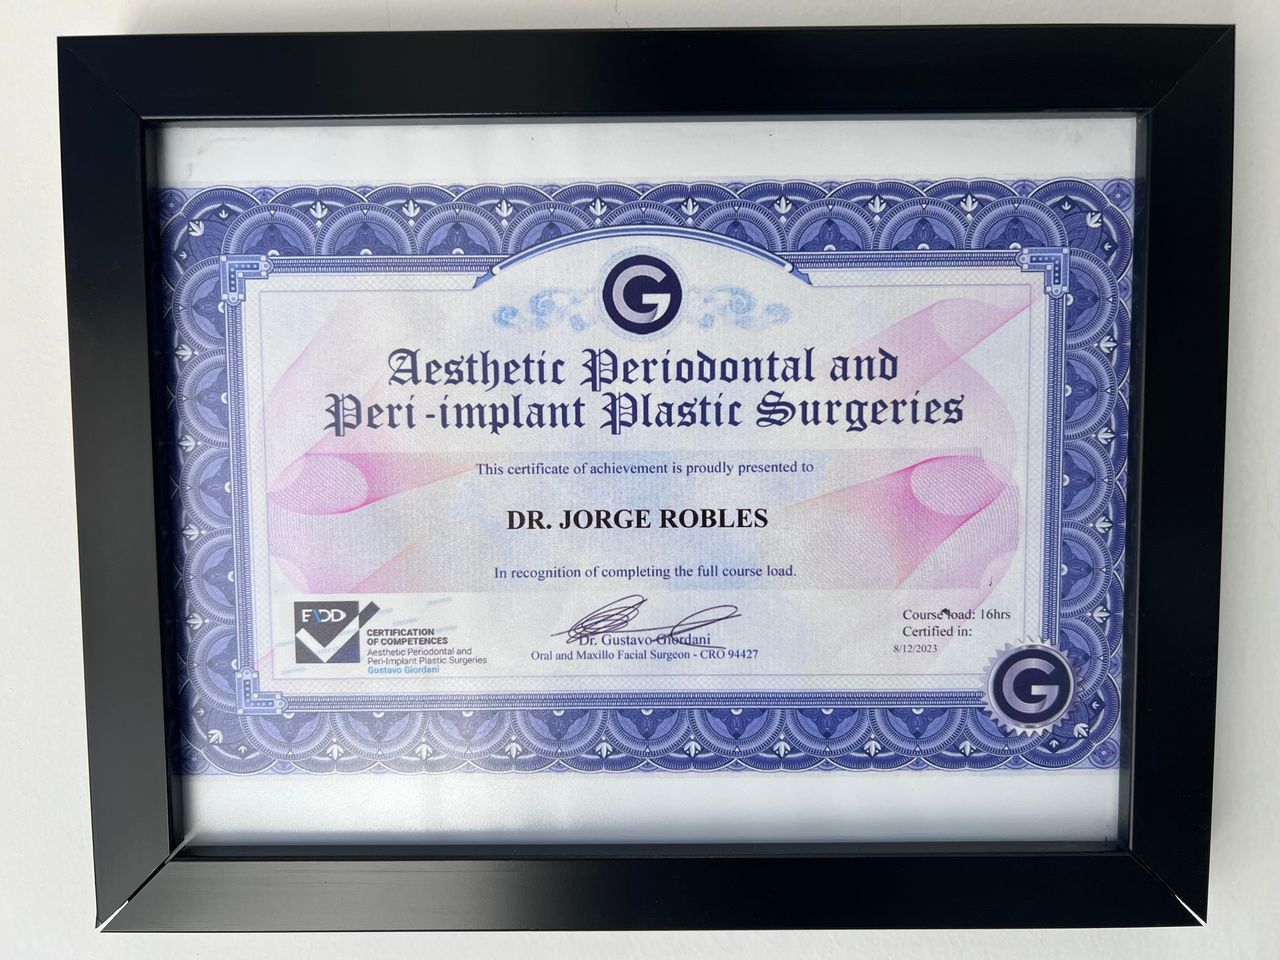 G
Aesthetic Periodontal and
Peri-implant Plastic Surgeries
This certificate of achievement is proudly presented to
DR. JORGE ROBLES
In recognition of completing the full course load.
CERTIFICATION
OF COMPETENCES
Aesthetic Periodontal and
Peri-Implant Plastic Surgeries
Gustavo Giordani
Dr. Gustavo Giordani
Oral and Maxillo Facial Surgeon - CRO 94427
Course load: 16hrs
Certified in:
8/12/2023
G